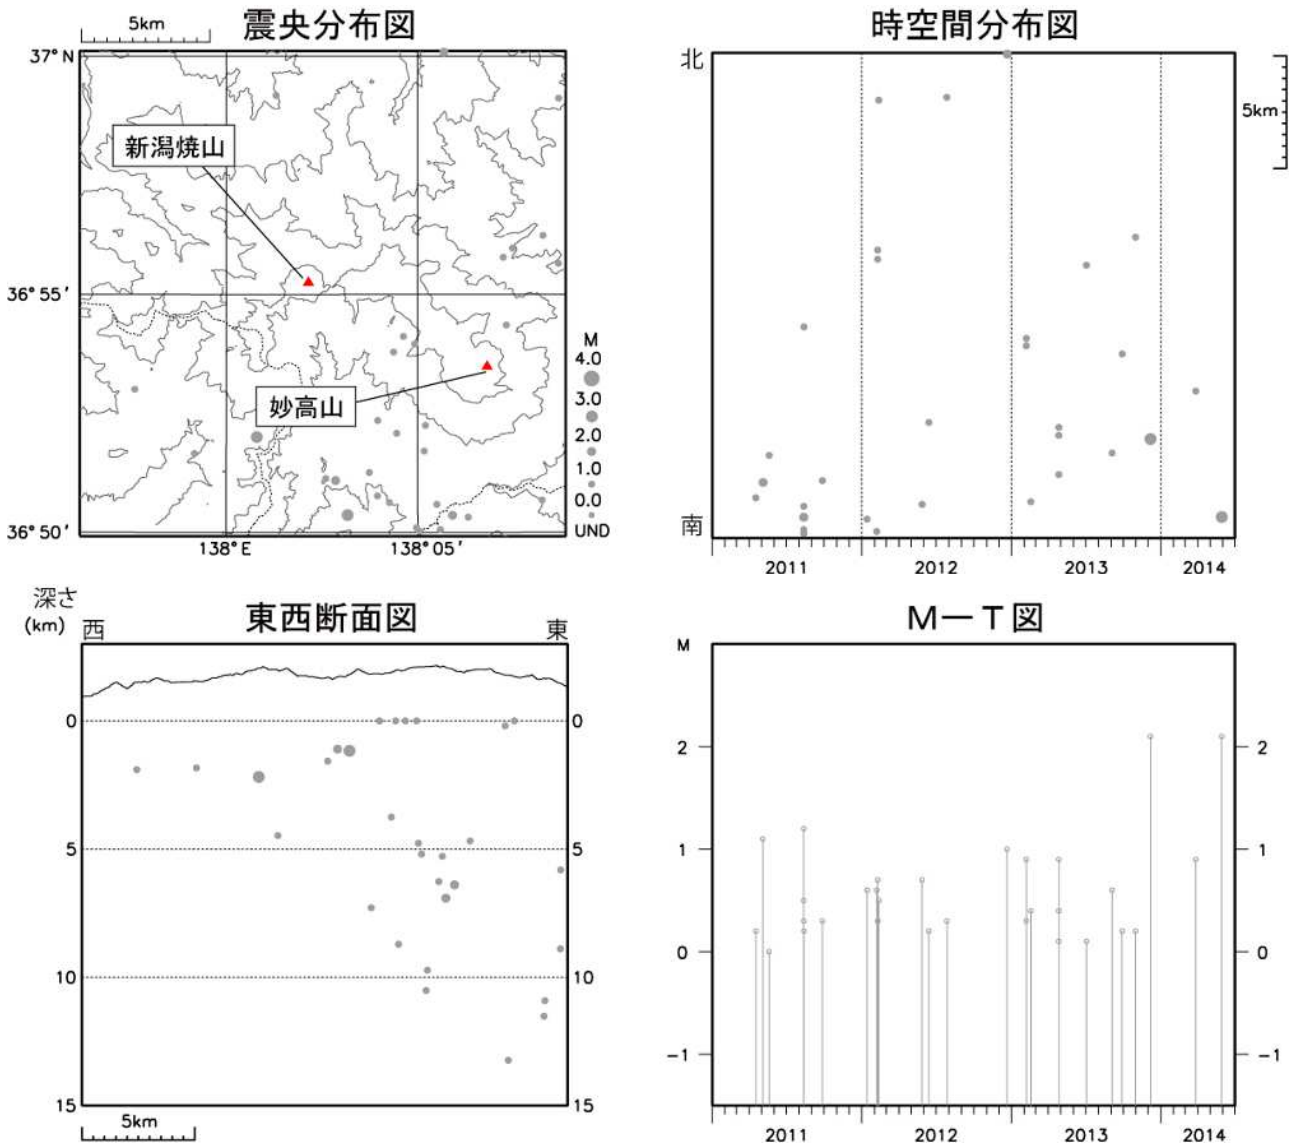 5km
震央分布図
37°N
新潟焼山
36°55′
妙高山
36°50′
138°E
138°05′
M
4.0
3.0
2.0
1.0
0.0
UND
時空間分布図
北
南
5km
2011
2012
2013
2014
深さ
(km)
西
東西断面図
東
0
0
5
5
10
10
15
15
5km
M－T図
M
2
2
1
1
0
0
-1
-1
2011
2012
2013
2014